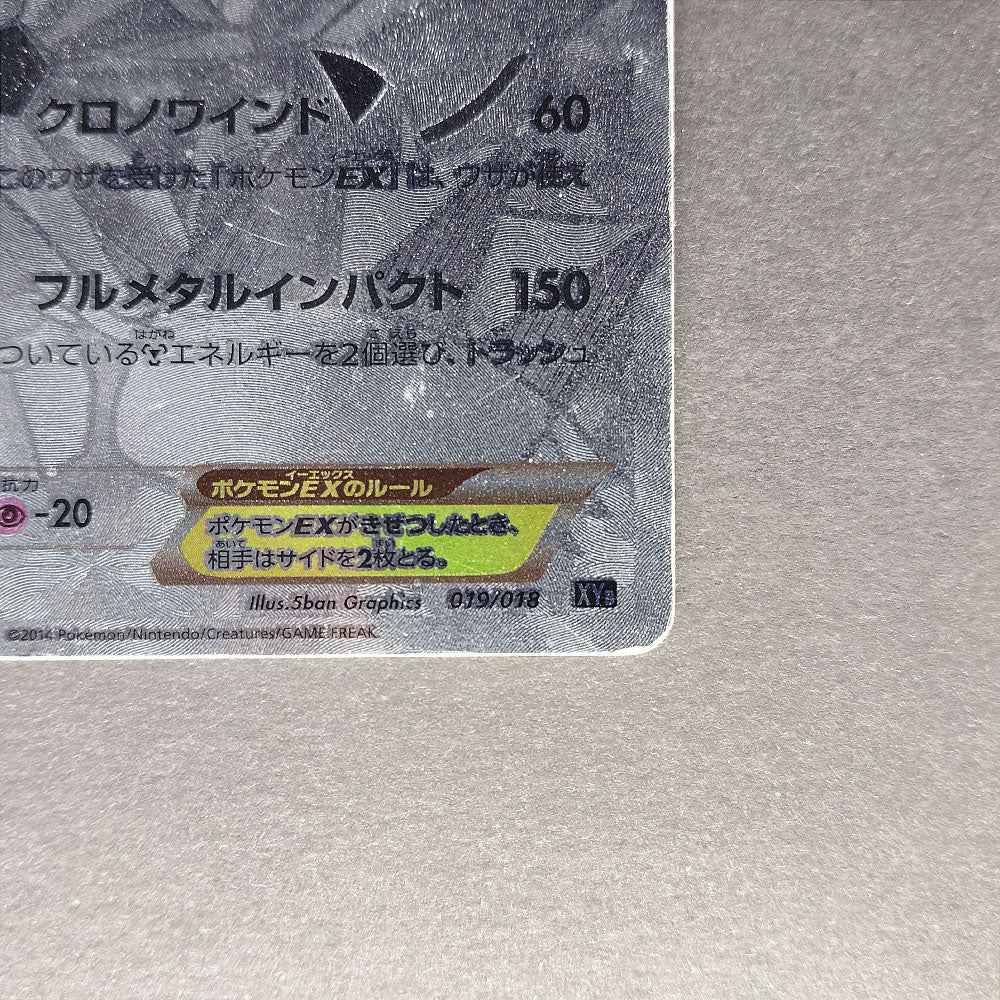 クロノワインド 60
このワザを受けた「ポケモンEX」は、ワザが使え
フルメタルインパクト 150
はがね こ えら
ついているエネルギーを2個選び、トラッシュ
抗力
-20
イーエックス
ポケモンEXのルール
ポケモンEXがきぜつしたとき、
あいて まい
相手はサイドを2枚とる。
Illus.5ban Graphics 019/018
©2014 Pokémon/Nintendo/Creatures/GAME FREAK.